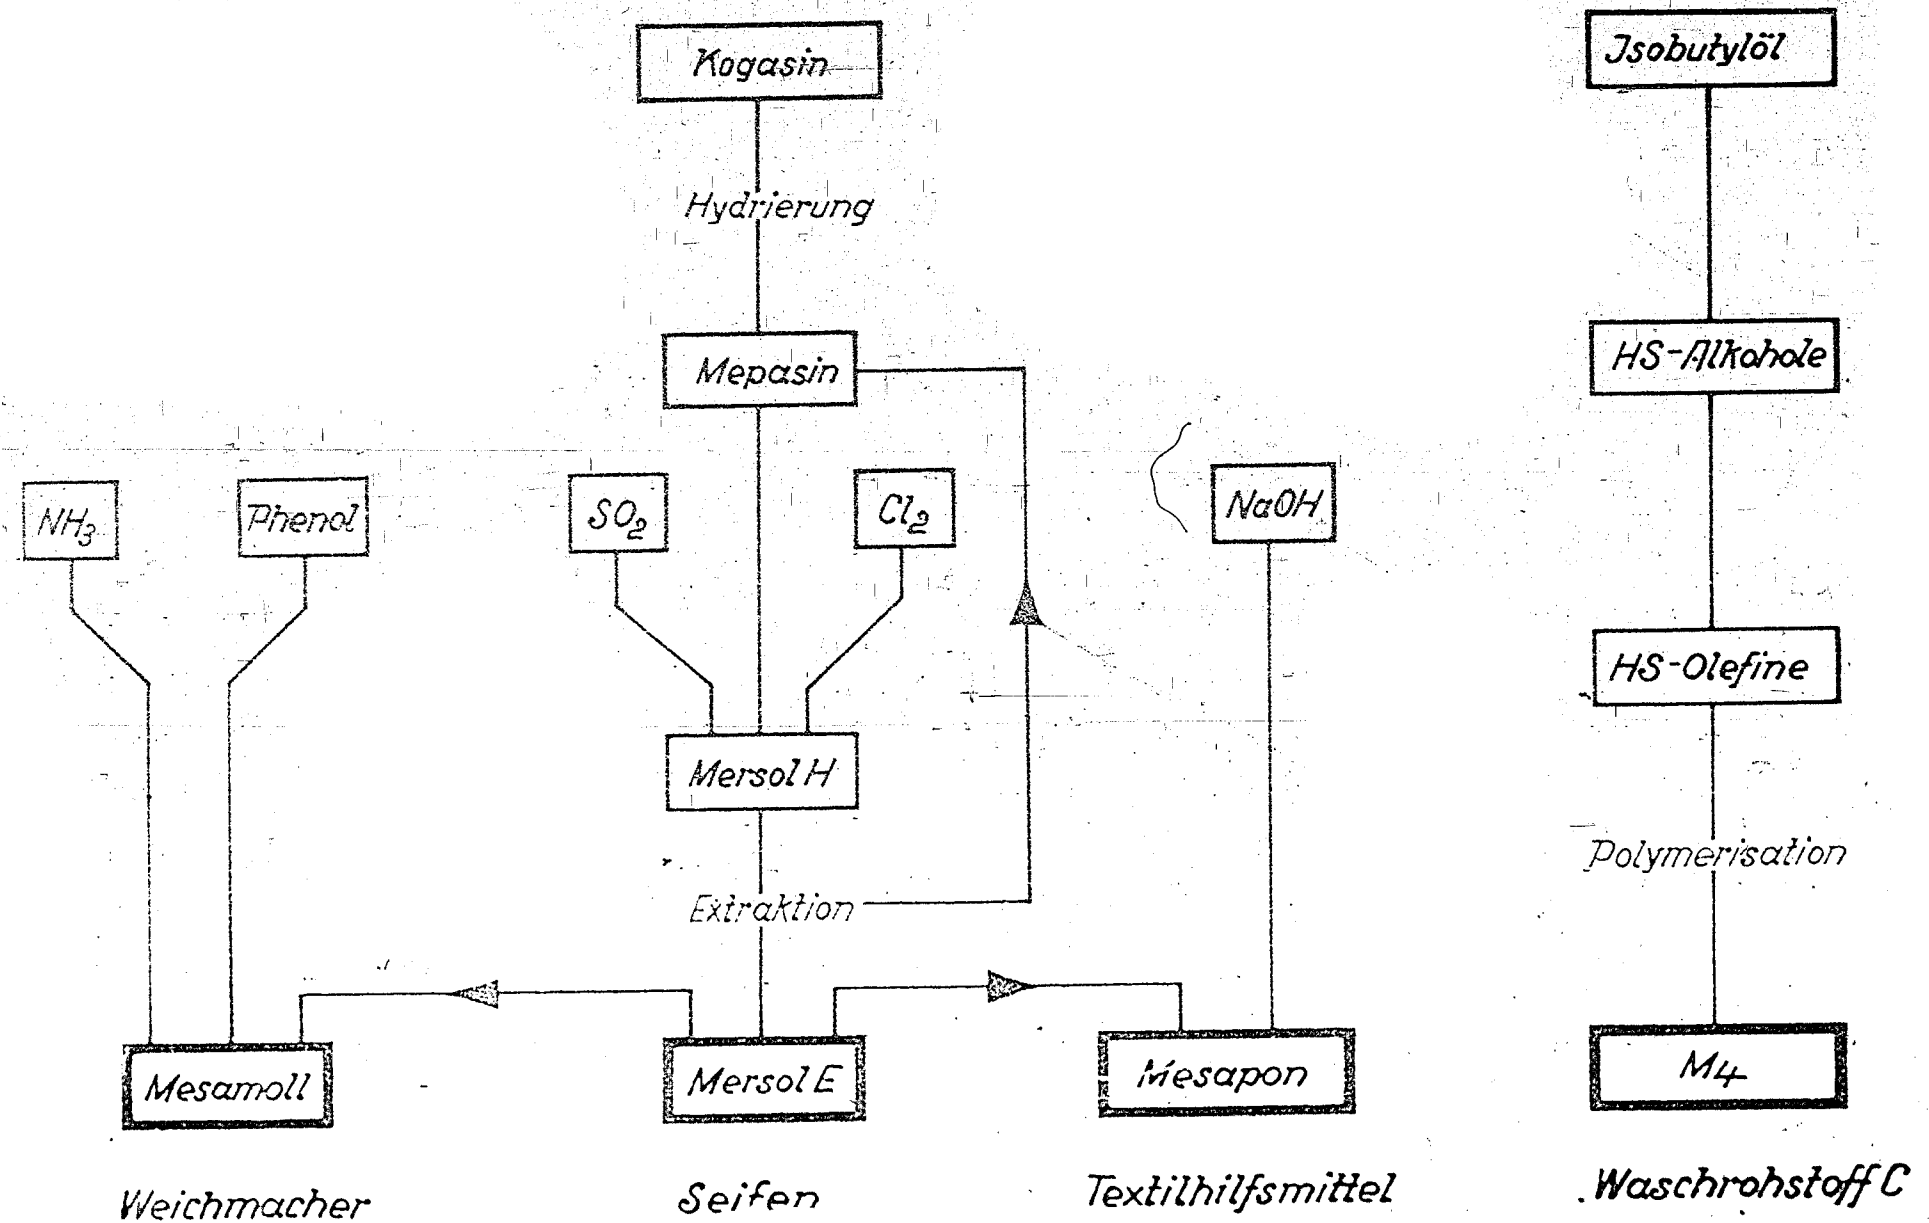 Kogasin
Isobutylöl
Hydrierung
Mepasin
HS-Alkohole
NH3
Phenol
SO2
Cl2
NaOH
HS-Olefine
Mersol H
Polymerisation
Extraktion
Mesamoll
Mersol E
Mesapon
M4
Weichmacher
Seifen
Textilhilfsmittel
Waschrohstoff C